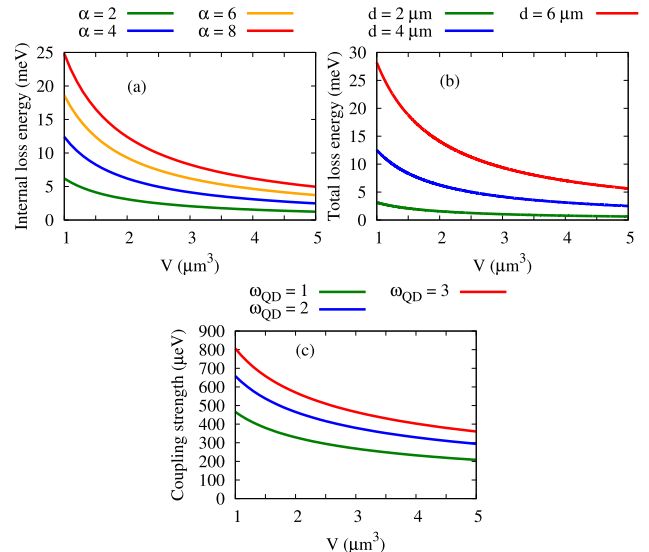 α = 2 α = 6
α = 4 α = 8
d = 2 μm d = 6 μm
d = 4 μm
Internal loss energy (meV)
25
20
15
10
5
0
(a)
1 2 3 4 5
V (μm³)
Total loss energy (meV)
30
25
20
15
10
5
0
(b)
1 2 3 4 5
V (μm³)
ω_QD = 1 ω_QD = 3
ω_QD = 2
Coupling strength (μeV)
900
800
700
600
500
400
300
200
100
0
(c)
1 2 3 4 5
V (μm³)